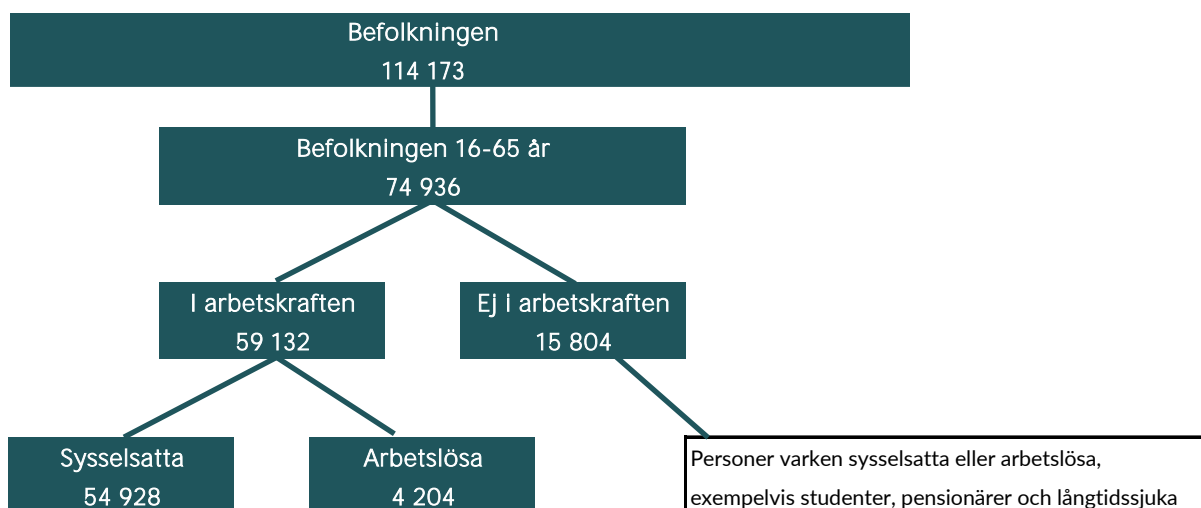 Befolkningen
114 173
Befolkningen 16-65 år
74 936
I arbetskraften
59 132
Ej i arbetskraften
15 804
Sysselsatta
54 928
Arbetslösa
4 204
Personer varken sysselsatta eller arbetslösa,
exempelvis studenter, pensionärer och långtidssjuka